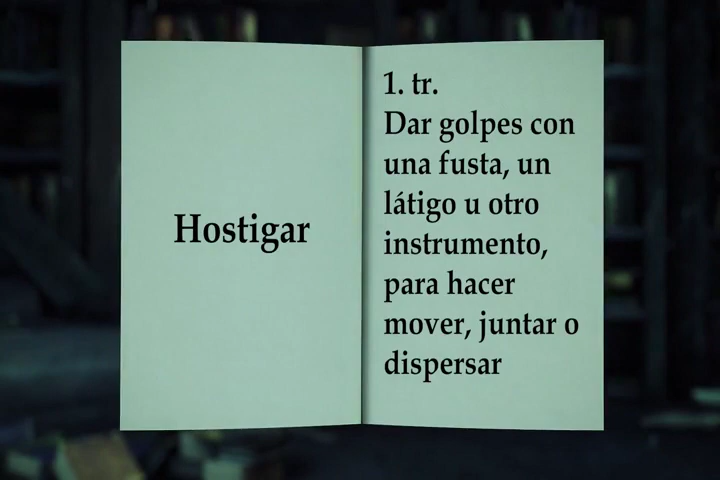 Hostigar
1. tr.
Dar golpes con
una fusta, un
látigo u otro
instrumento,
para hacer
mover, juntar o
dispersar